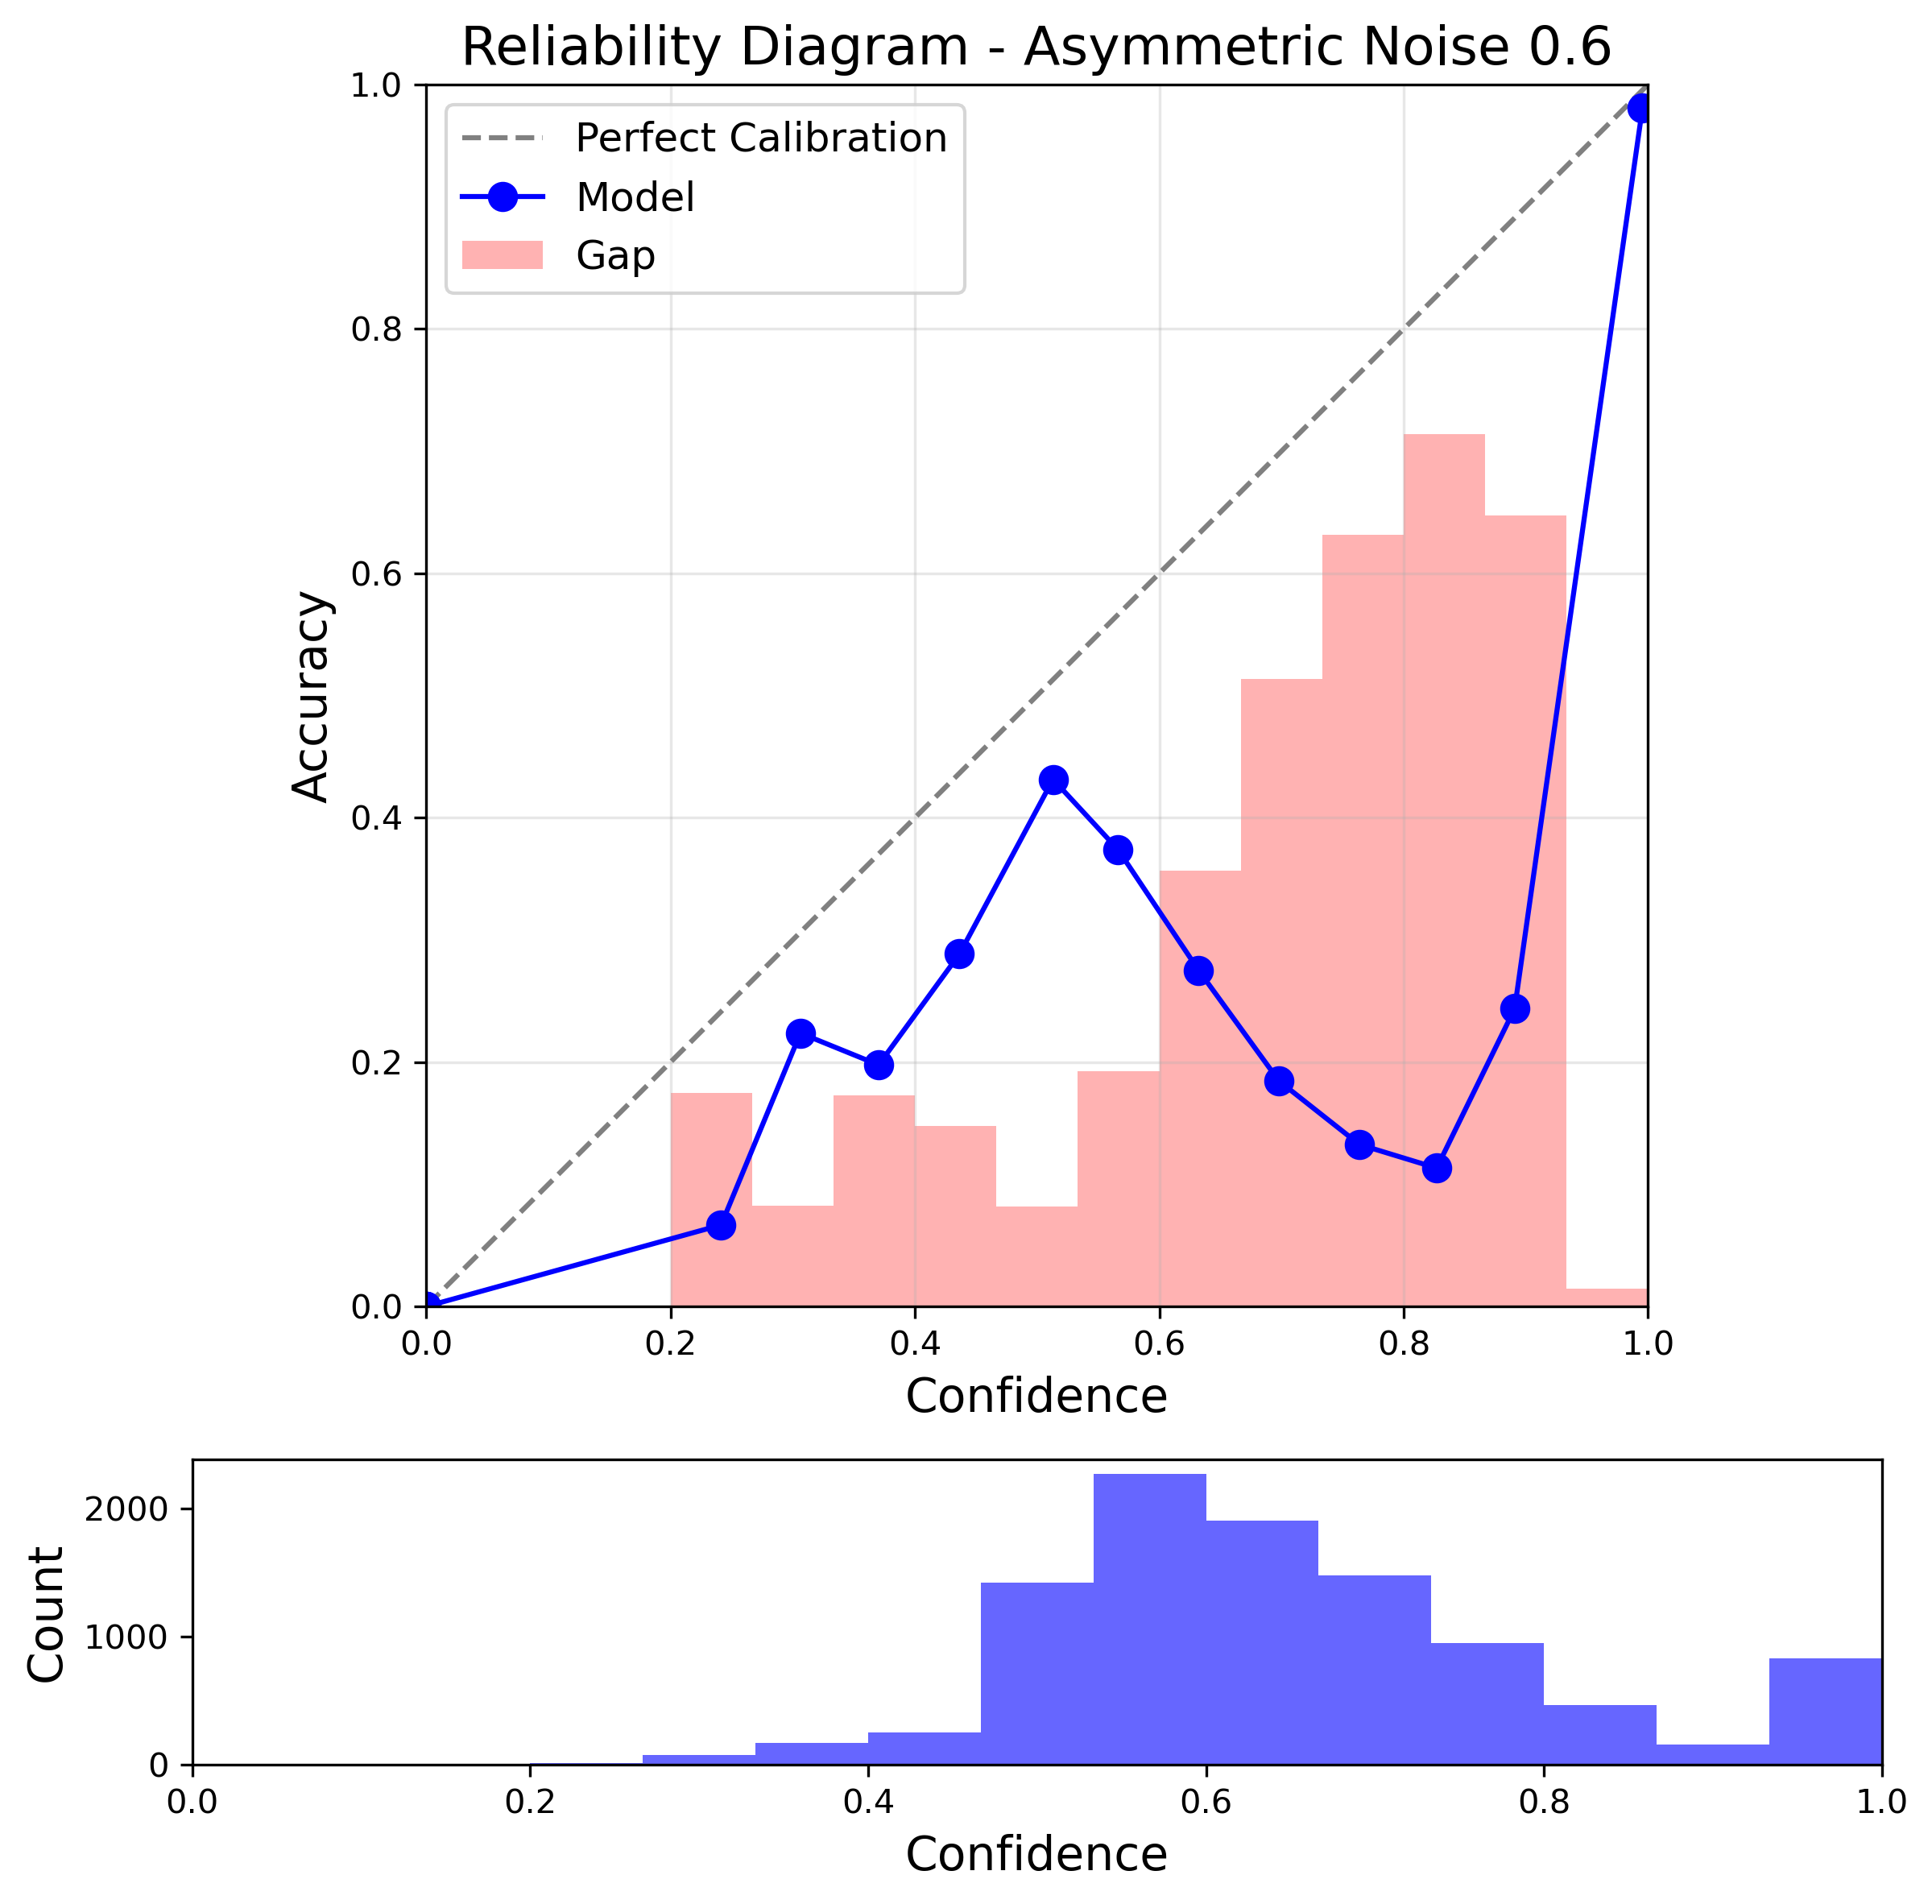 Reliability Diagram - Asymmetric Noise 0.6
1.0
0.8
0.6
0.4
0.2
0.0
Accuracy
Perfect Calibration
Model
Gap
0.0 0.2 0.4 0.6 0.8 1.0
Confidence
2000
1000
0
Count
0.0 0.2 0.4 0.6 0.8 1.0
Confidence